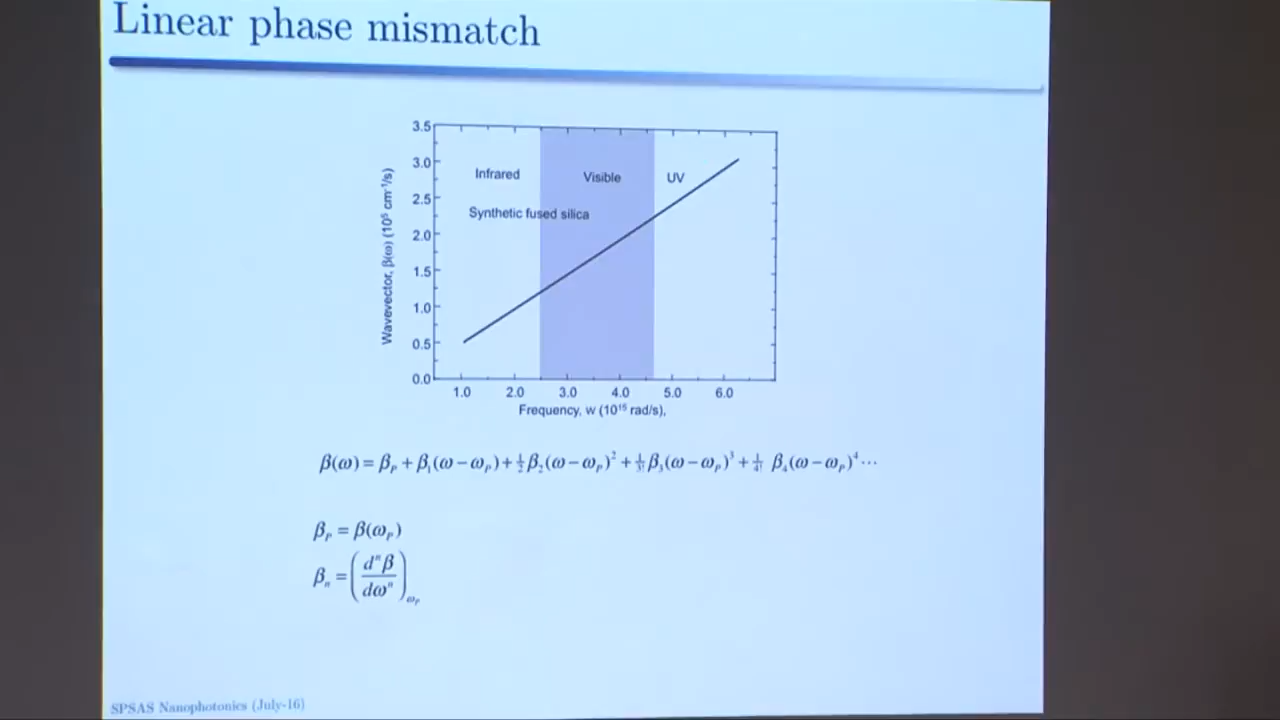 Linear phase mismatch
3.5
3.0
2.5
2.0
1.5
1.0
0.5
0.0
Wavevector, β(ω) (10⁵ cm⁻¹/s)
Infrared
Visible
UV
Synthetic fused silica
1.0 2.0 3.0 4.0 5.0 6.0
Frequency, w (10¹⁵ rad/s),
β(ω) = β_P + β₁(ω − ω_P) + ½β₂(ω − ω_P)² + 1/3! β₃(ω − ω_P)³ + 1/4! β₄(ω − ω_P)⁴ ⋯
β_P = β(ω_P)
β_n = (dⁿβ/dωⁿ)_ω_P
SPSAS Nanophotonics (July-16)